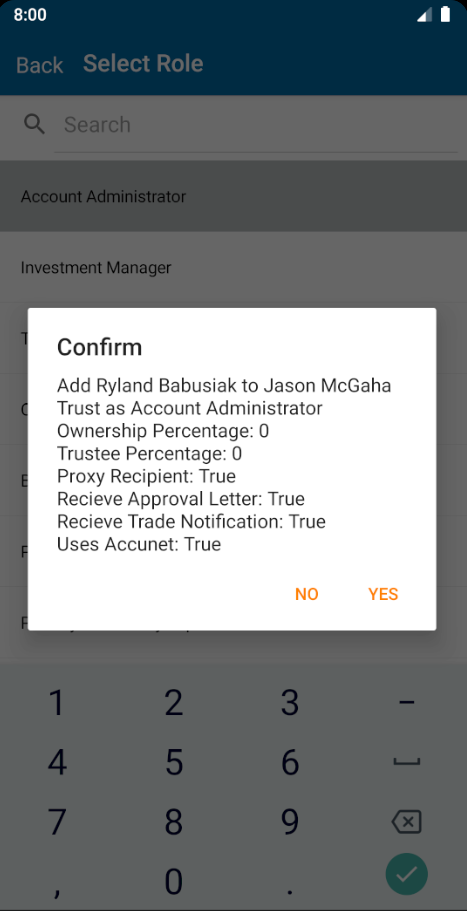 8:00
Back Select Role
Search
Account Administrator
Investment Manager
Confirm
Add Ryland Babusiak to Jason McGaha
Trust as Account Administrator
Ownership Percentage: 0
Trustee Percentage: 0
Proxy Recipient: True
Recieve Approval Letter: True
Recieve Trade Notification: True
Uses Accunet: True
NO YES
1 2 3 –
4 5 6
7 8 9
, 0 .